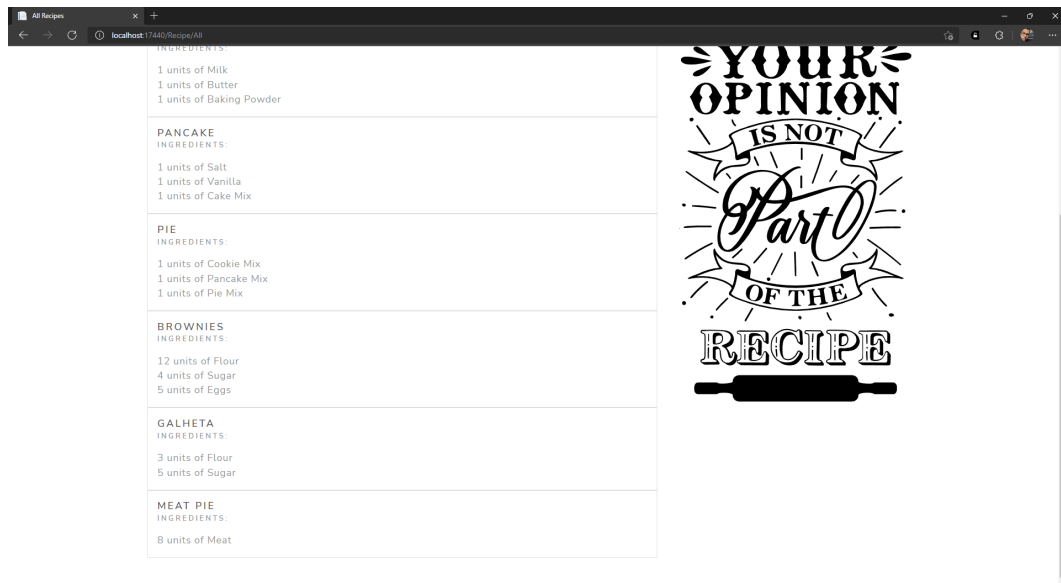 All Recipes
localhost:17440/Recipe/All
INGREDIENTS:
1 units of Milk
1 units of Butter
1 units of Baking Powder
PANCAKE
INGREDIENTS:
1 units of Salt
1 units of Vanilla
1 units of Cake Mix
PIE
INGREDIENTS:
1 units of Cookie Mix
1 units of Pancake Mix
1 units of Pie Mix
BROWNIES
INGREDIENTS:
12 units of Flour
4 units of Sugar
5 units of Eggs
GALHETA
INGREDIENTS:
3 units of Flour
5 units of Sugar
MEAT PIE
INGREDIENTS:
8 units of Meat
YOUR
OPINION
IS NOT
Part
OF THE
RECIPE